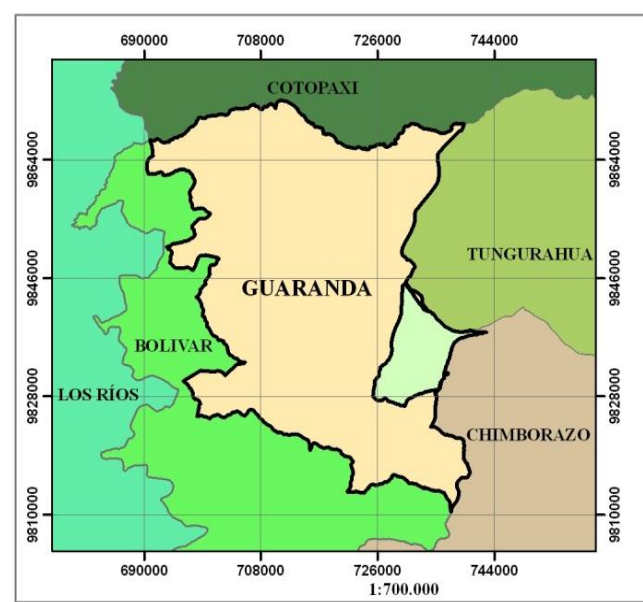 690000 708000 726000 744000
COTOPAXI
9864000 9864000
TUNGURAHUA
9846000 9846000
GUARANDA
BOLIVAR
LOS RÍOS
9828000 9828000
CHIMBORAZO
9810000 9810000
690000 708000 726000 744000
1:700.000